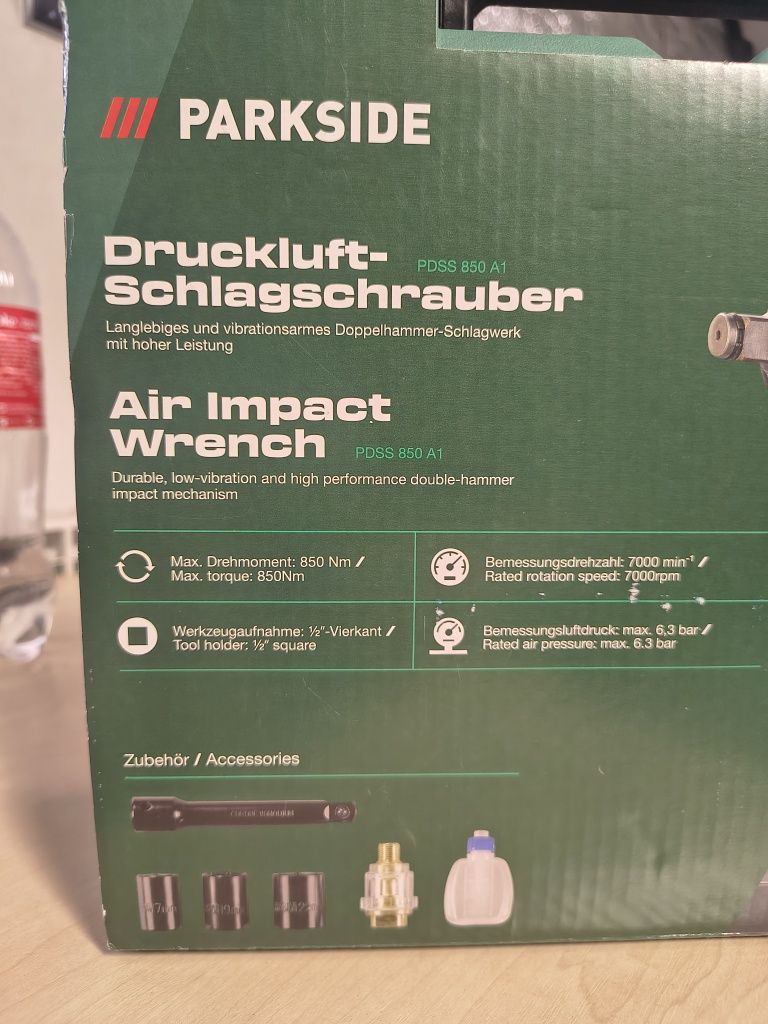 PARKSIDE
Druckluft-
PDSS 850 A1
Schlagschrauber
Langlebiges und vibrationsarmes Doppelhammer-Schlagwerk
mit hoher Leistung
Air Impact
Wrench
PDSS 850 A1
Durable, low-vibration and high performance double-hammer
impact mechanism
Max. Drehmoment: 850 Nm /
Max. torque: 850Nm
Bemessungsdrehzahl: 7000 min⁻¹ /
Rated rotation speed: 7000rpm
Werkzeugaufnahme: ½"-Vierkant /
Tool holder: ½" square
Bemessungsluftdruck: max. 6,3 bar /
Rated air pressure: max. 6.3 bar
Zubehör / Accessories